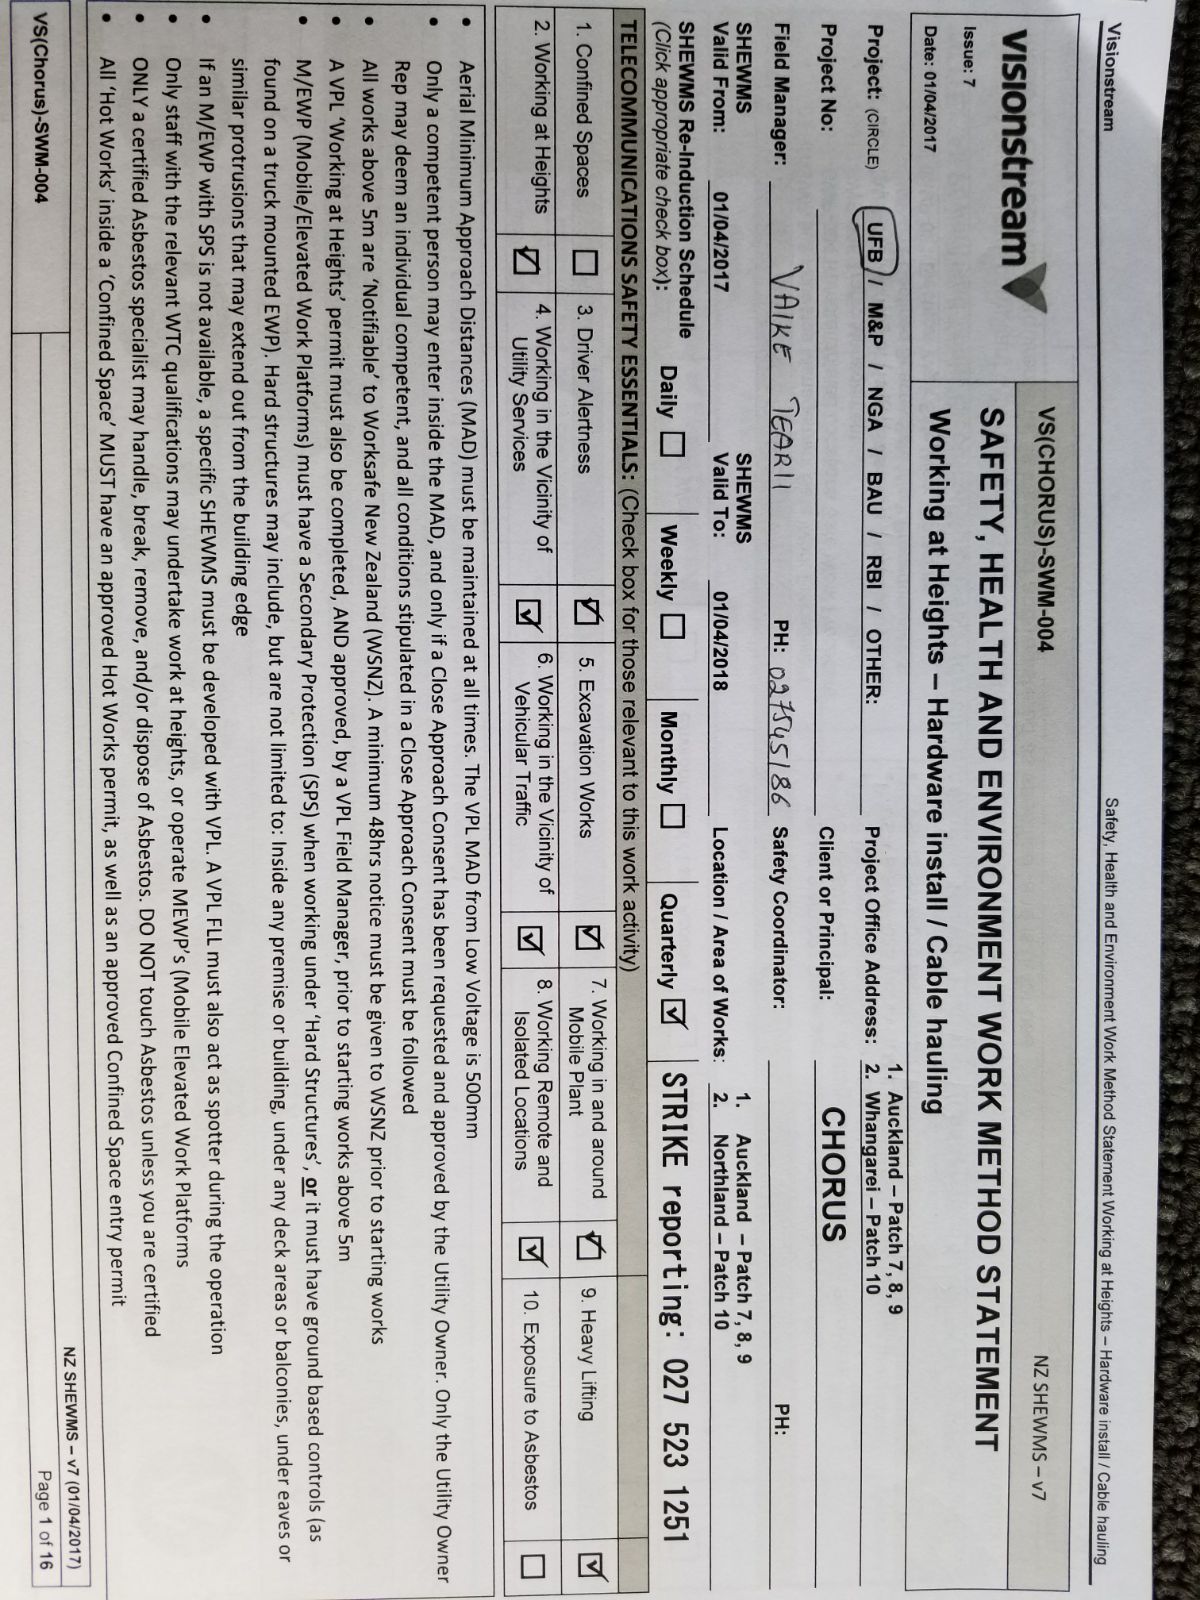 Visionstream Safety, Health and Environment Work Method Statement Working at Heights – Hardware install / Cable hauling
visionstream
Issue: 7
Date: 01/04/2017
VS(CHORUS)-SWM-004 NZ SHEWMS – v7
SAFETY, HEALTH AND ENVIRONMENT WORK METHOD STATEMENT
Working at Heights – Hardware install / Cable hauling
Project: (CIRCLE) UFB / M&P / NGA / BAU / RBI / OTHER: Project Office Address: 1. Auckland – Patch 7, 8, 9
2. Whangarei – Patch 10
Project No: Client or Principal: CHORUS
Field Manager: VAIKE TEARII PH: 027545186 Safety Coordinator: PH:
SHEWMS Valid From: 01/04/2017 SHEWMS Valid To: 01/04/2018 Location / Area of Works: 1. Auckland – Patch 7, 8, 9
2. Northland – Patch 10
SHEWMS Re-Induction Schedule Daily ☐ Weekly ☐ Monthly ☐ Quarterly ☑ STRIKE reporting: 027 523 1251
(Click appropriate check box):
TELECOMMUNICATIONS SAFETY ESSENTIALS: (Check box for those relevant to this work activity)
1. Confined Spaces ☐ 3. Driver Alertness ☑ 5. Excavation Works ☑ 7. Working in and around Mobile Plant ☑ 9. Heavy Lifting ☑
2. Working at Heights ☑ 4. Working in the Vicinity of Utility Services ☑ 6. Working in the Vicinity of Vehicular Traffic ☑ 8. Working Remote and Isolated Locations ☑ 10. Exposure to Asbestos ☐
• Aerial Minimum Approach Distances (MAD) must be maintained at all times. The VPL MAD from Low Voltage is 500mm
• Only a competent person may enter inside the MAD, and only if a Close Approach Consent has been requested and approved by the Utility Owner. Only the Utility Owner
Rep may deem an individual competent, and all conditions stipulated in a Close Approach Consent must be followed
• All works above 5m are ‘Notifiable’ to Worksafe New Zealand (WSNZ). A minimum 48hrs notice must be given to WSNZ prior to starting works
• A VPL ‘Working at Heights’ permit must also be completed, AND approved, by a VPL Field Manager, prior to starting works above 5m
• M/EWP (Mobile/Elevated Work Platforms) must have a Secondary Protection (SPS) when working under ‘Hard Structures’, or it must have ground based controls (as
found on a truck mounted EWP). Hard structures may include, but are not limited to: Inside any premise or building, under any deck areas or balconies, under eaves or
similar protrusions that may extend out from the building edge
• If an M/EWP with SPS is not available, a specific SHEWMS must be developed with VPL. A VPL FLL must also act as spotter during the operation
• Only staff with the relevant WTC qualifications may undertake work at heights, or operate MEWP’s (Mobile Elevated Work Platforms
• ONLY a certified Asbestos specialist may handle, break, remove, and/or dispose of Asbestos. DO NOT touch Asbestos unless you are certified
• All ‘Hot Works’ inside a ‘Confined Space’ MUST have an approved Hot Works permit, as well as an approved Confined Space entry permit
NZ SHEWMS – v7 (01/04/2017)
VS(Chorus)-SWM-004 Page 1 of 16